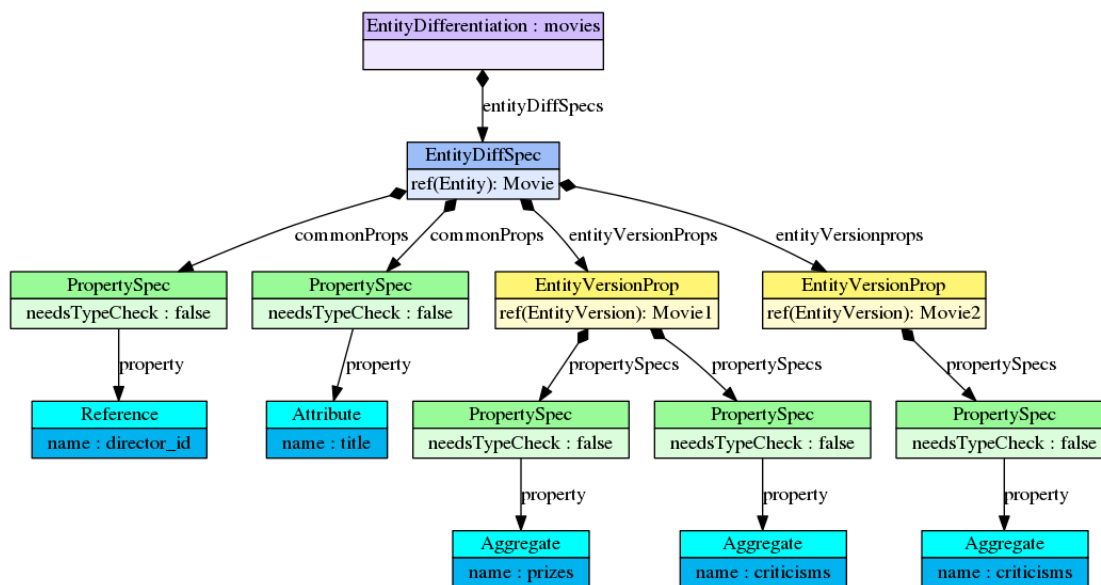 EntityDifferentiation : movies
entityDiffSpecs
EntityDiffSpec
ref(Entity): Movie
commonProps
commonProps
entityVersionProps
entityVersionprops
PropertySpec
needsTypeCheck : false
PropertySpec
needsTypeCheck : false
EntityVersionProp
ref(EntityVersion): Movie1
EntityVersionProp
ref(EntityVersion): Movie2
property
property
propertySpecs
propertySpecs
propertySpecs
Reference
name : director_id
Attribute
name : title
PropertySpec
needsTypeCheck : false
PropertySpec
needsTypeCheck : false
PropertySpec
needsTypeCheck : false
property
property
property
Aggregate
name : prizes
Aggregate
name : criticisms
Aggregate
name : criticisms